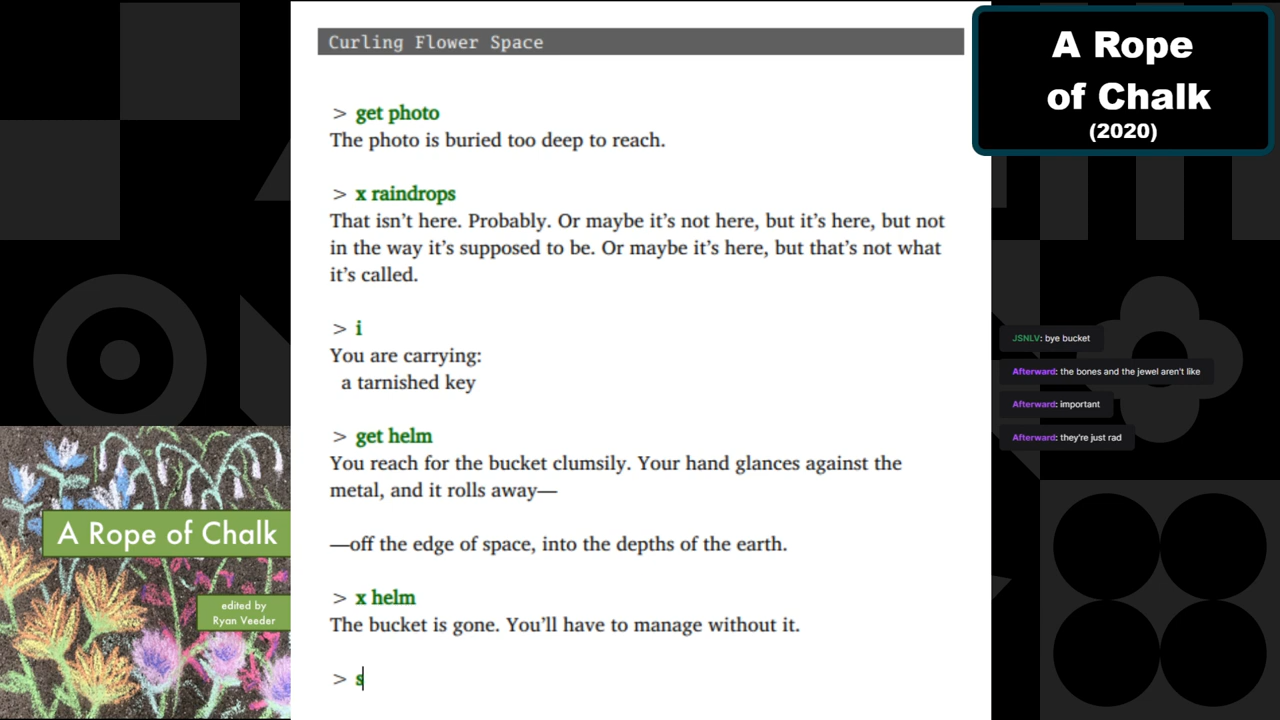 Curling Flower Space
> get photo
The photo is buried too deep to reach.
> x raindrops
That isn’t here. Probably. Or maybe it’s not here, but it’s here, but not
in the way it’s supposed to be. Or maybe it’s here, but that’s not what
it’s called.
> i
You are carrying:
a tarnished key
> get helm
You reach for the bucket clumsily. Your hand glances against the
metal, and it rolls away—
—off the edge of space, into the depths of the earth.
> x helm
The bucket is gone. You’ll have to manage without it.
> s
A Rope
of Chalk
(2020)
JSNLV: bye bucket
Afterward: the bones and the jewel aren't like
Afterward: important
Afterward: they're just rad
A Rope of Chalk
edited by
Ryan Veeder